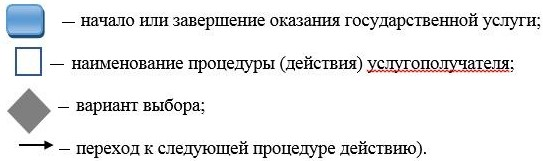 — начало или завершение оказания государственной услуги;
— наименование процедуры (действия) услугополучателя;
— вариант выбора;
— переход к следующей процедуре действию).